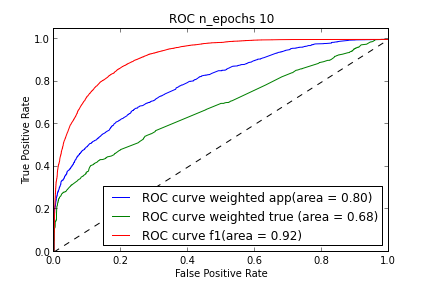 ROC n_epochs 10
1.0
0.8
0.6
0.4
0.2
0.0
True Positive Rate
ROC curve weighted app(area = 0.80)
ROC curve weighted true (area = 0.68)
ROC curve f1(area = 0.92)
0.0 0.2 0.4 0.6 0.8 1.0
False Positive Rate